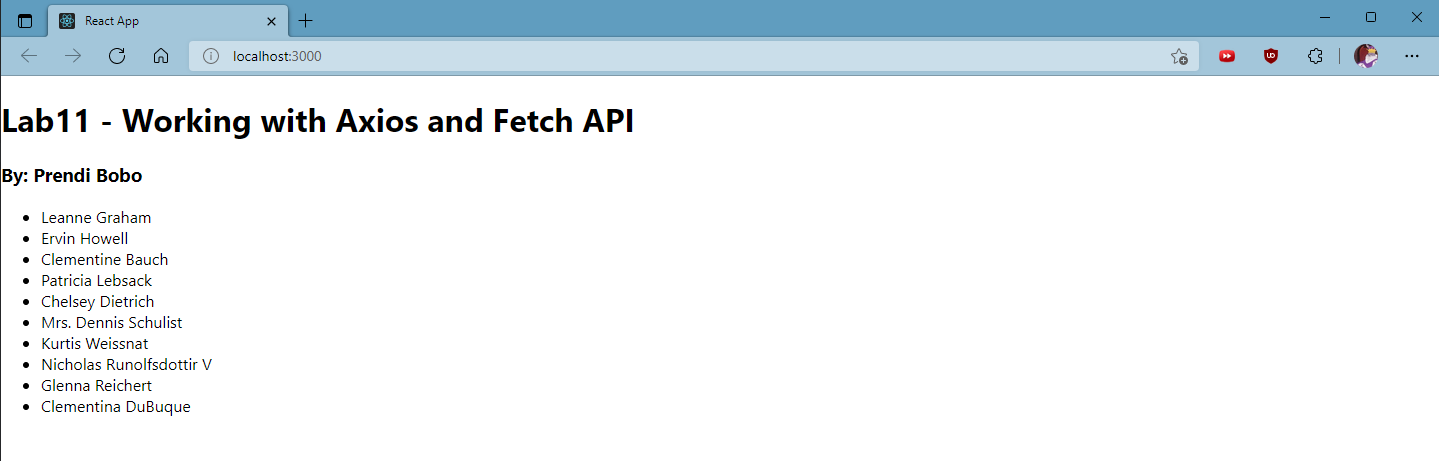 React App
localhost:3000
Lab11 - Working with Axios and Fetch API
By: Prendi Bobo
Leanne Graham
Ervin Howell
Clementine Bauch
Patricia Lebsack
Chelsey Dietrich
Mrs. Dennis Schulist
Kurtis Weissnat
Nicholas Runolfsdottir V
Glenna Reichert
Clementina DuBuque